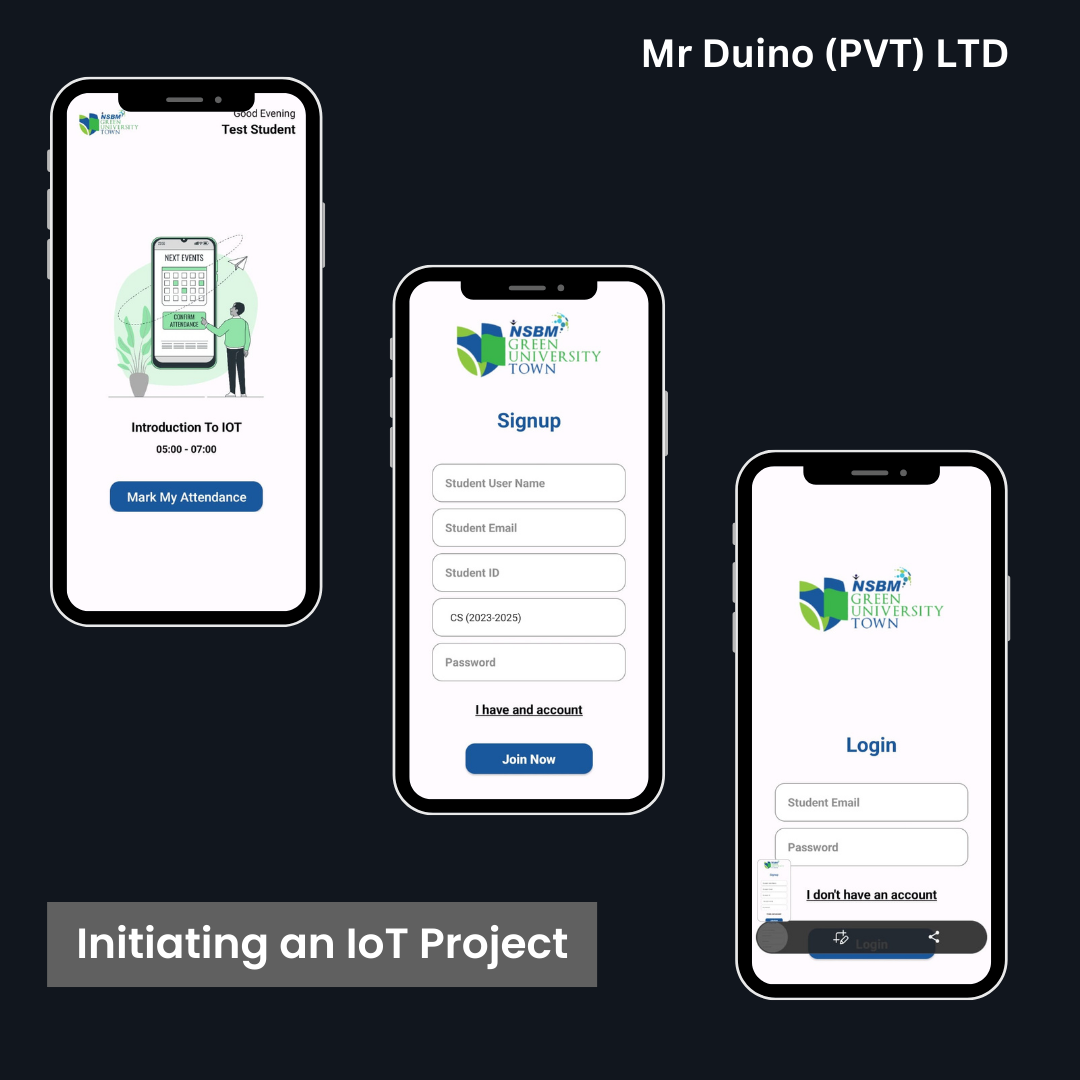 Mr Duino (PVT) LTD
NSBM
GREEN
UNIVERSITY
TOWN
Good Evening
Test Student
NEXT EVENTS
CONFIRM
ATTENDANCE
Introduction To IOT
05:00 - 07:00
Mark My Attendance
NSBM
GREEN
UNIVERSITY
TOWN
Signup
Student User Name
Student Email
Student ID
CS (2023-2025)
Password
I have and account
Join Now
NSBM
GREEN
UNIVERSITY
TOWN
Login
Student Email
Password
I don't have an account
Login
Initiating an IoT Project